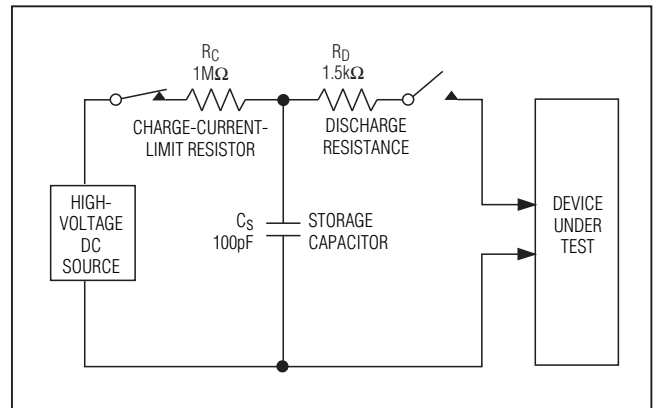 RC
1MΩ
CHARGE-CURRENT-
LIMIT RESISTOR
RD
1.5kΩ
DISCHARGE
RESISTANCE
HIGH-
VOLTAGE
DC
SOURCE
CS
100pF
STORAGE
CAPACITOR
DEVICE
UNDER
TEST